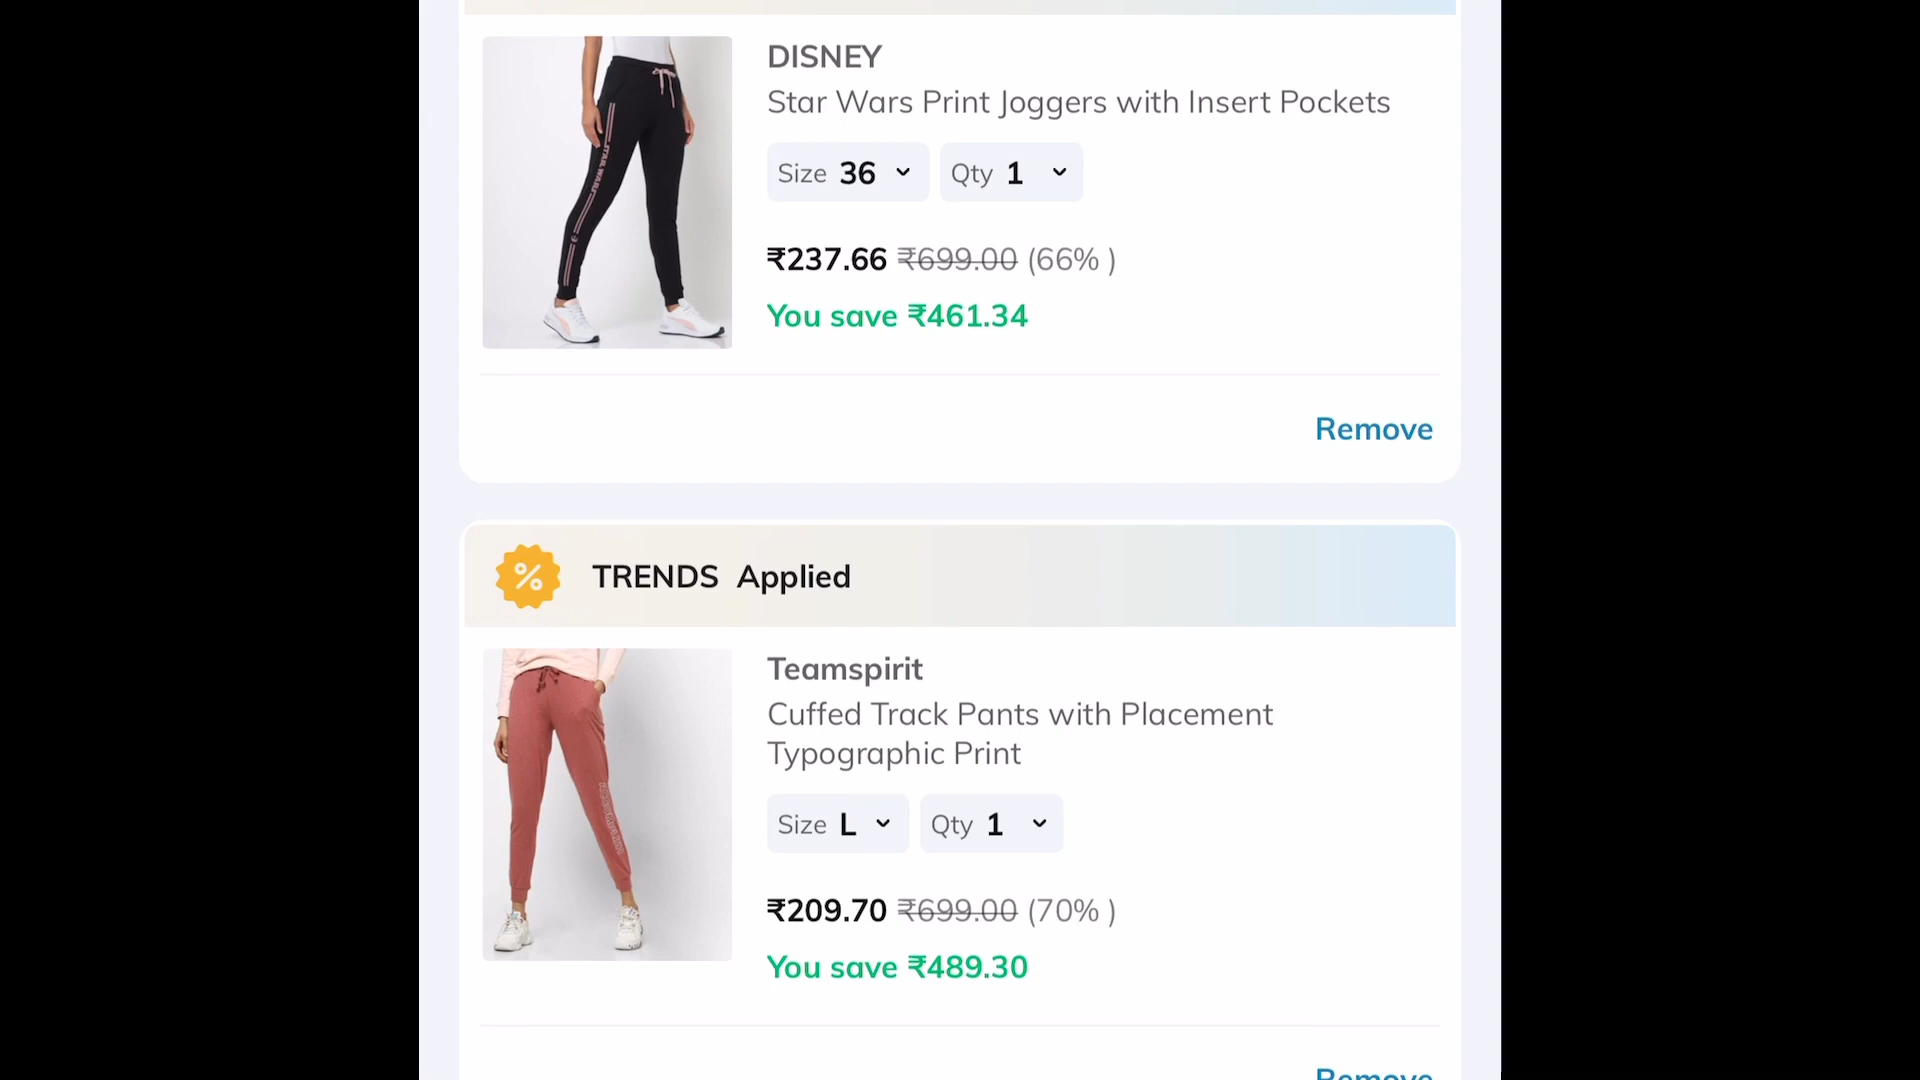 DISNEY
Star Wars Print Joggers with Insert Pockets
Size 36 Qty 1
₹237.66 ₹699.00 (66% )
You save ₹461.34
Remove
TRENDS Applied
Teamspirit
Cuffed Track Pants with Placement
Typographic Print
Size L Qty 1
₹209.70 ₹699.00 (70% )
You save ₹489.30
Remove